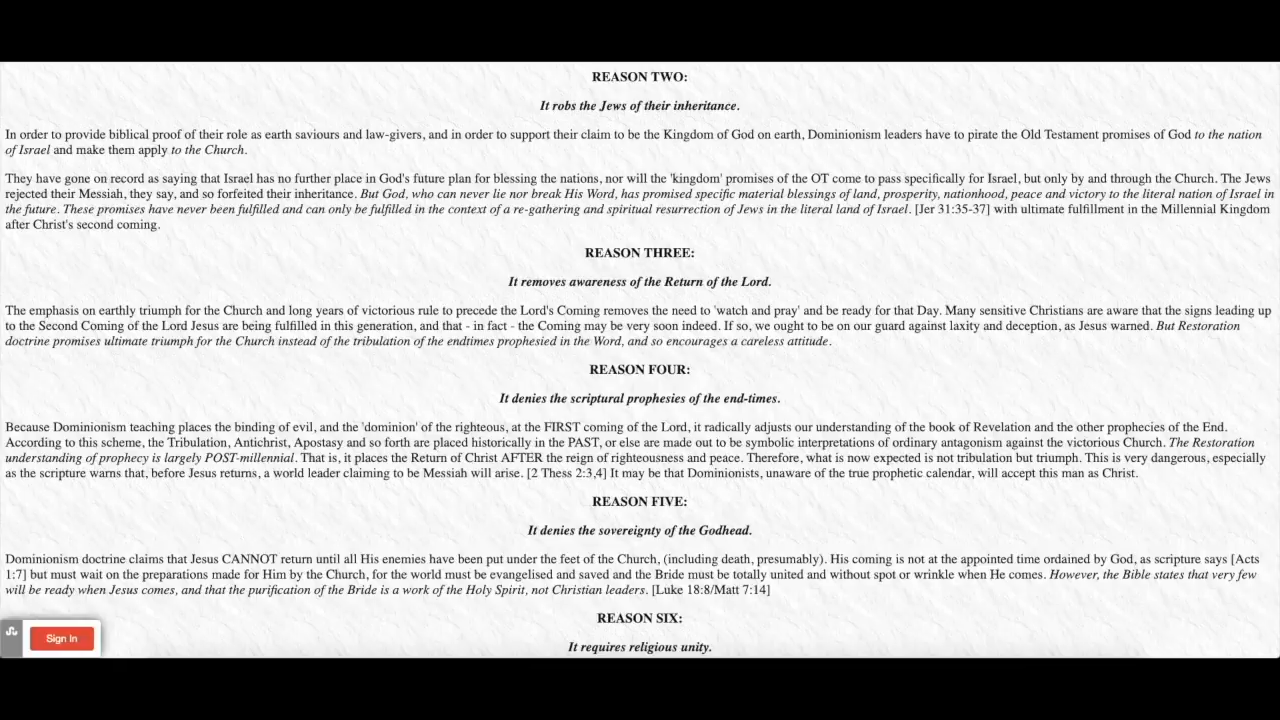 REASON TWO:
It robs the Jews of their inheritance.
In order to provide biblical proof of their role as earth saviours and law-givers, and in order to support their claim to be the Kingdom of God on earth, Dominionism leaders have to pirate the Old Testament promises of God to the nation
of Israel and make them apply to the Church.
They have gone on record as saying that Israel has no further place in God's future plan for blessing the nations, nor will the 'kingdom' promises of the OT come to pass specifically for Israel, but only by and through the Church. The Jews
rejected their Messiah, they say, and so forfeited their inheritance. But God, who can never lie nor break His Word, has promised specific material blessings of land, prosperity, nationhood, peace and victory to the literal nation of Israel in
the future. These promises have never been fulfilled and can only be fulfilled in the context of a re-gathering and spiritual resurrection of Jews in the literal land of Israel. [Jer 31:35-37] with ultimate fulfillment in the Millennial Kingdom
after Christ's second coming.
REASON THREE:
It removes awareness of the Return of the Lord.
The emphasis on earthly triumph for the Church and long years of victorious rule to precede the Lord's Coming removes the need to 'watch and pray' and be ready for that Day. Many sensitive Christians are aware that the signs leading up
to the Second Coming of the Lord Jesus are being fulfilled in this generation, and that - in fact - the Coming may be very soon indeed. If so, we ought to be on our guard against laxity and deception, as Jesus warned. But Restoration
doctrine promises ultimate triumph for the Church instead of the tribulation of the endtimes prophesied in the Word, and so encourages a careless attitude.
REASON FOUR:
It denies the scriptural prophesies of the end-times.
Because Dominionism teaching places the binding of evil, and the 'dominion' of the righteous, at the FIRST coming of the Lord, it radically adjusts our understanding of the book of Revelation and the other prophecies of the End.
According to this scheme, the Tribulation, Antichrist, Apostasy and so forth are placed historically in the PAST, or else are made out to be symbolic interpretations of ordinary antagonism against the victorious Church. The Restoration
understanding of prophecy is largely POST-millennial. That is, it places the Return of Christ AFTER the reign of righteousness and peace. Therefore, what is now expected is not tribulation but triumph. This is very dangerous, especially
as the scripture warns that, before Jesus returns, a world leader claiming to be Messiah will arise. [2 Thess 2:3,4] It may be that Dominionists, unaware of the true prophetic calendar, will accept this man as Christ.
REASON FIVE:
It denies the sovereignty of the Godhead.
Dominionism doctrine claims that Jesus CANNOT return until all His enemies have been put under the feet of the Church, (including death, presumably). His coming is not at the appointed time ordained by God, as scripture says [Acts
1:7] but must wait on the preparations made for Him by the Church, for the world must be evangelised and saved and the Bride must be totally united and without spot or wrinkle when He comes. However, the Bible states that very few
will be ready when Jesus comes, and that the purification of the Bride is a work of the Holy Spirit, not Christian leaders. [Luke 18:8/Matt 7:14]
REASON SIX:
Sign In
It requires religious unity.